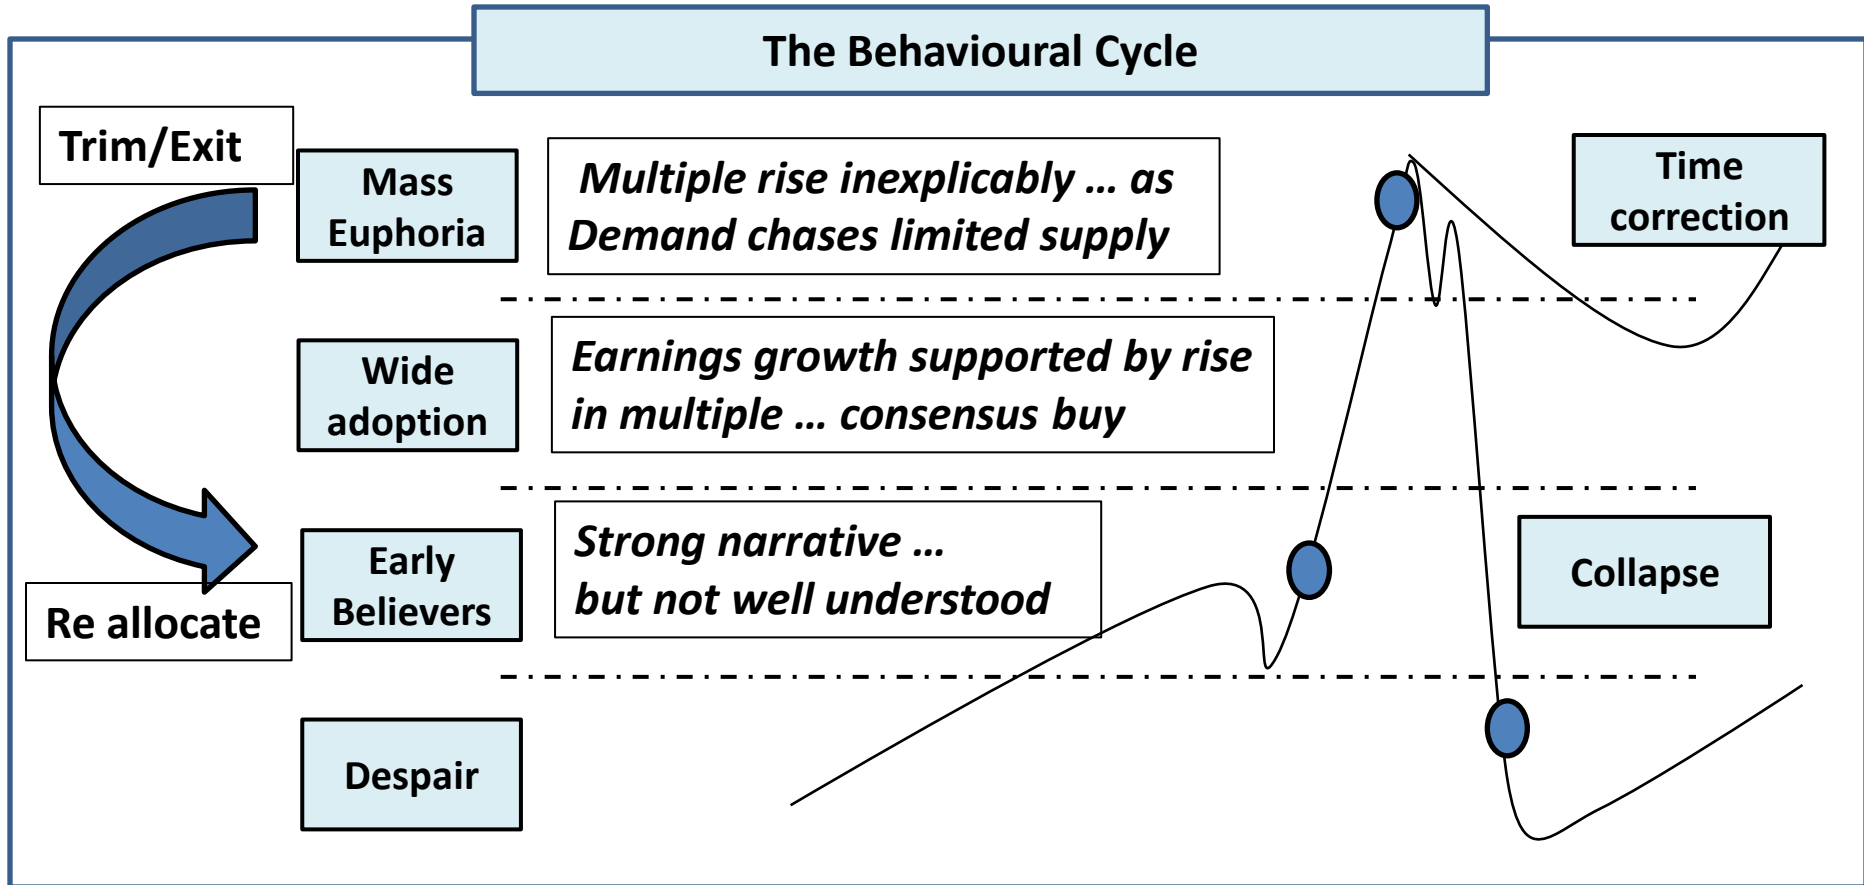 The Behavioural Cycle
Trim/Exit
Mass
Euphoria
Multiple rise inexplicably ... as
Demand chases limited supply
Time
correction
Wide
adoption
Earnings growth supported by rise
in multiple ... consensus buy
Early
Believers
Strong narrative ...
but not well understood
Collapse
Re allocate
Despair